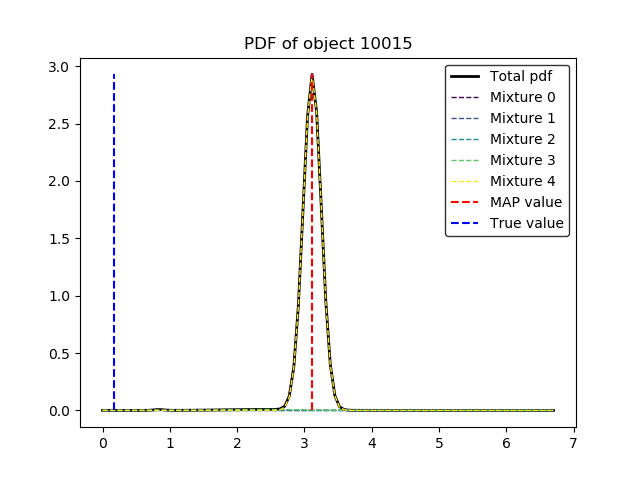 PDF of object 10015
3.0
2.5
2.0
1.5
1.0
0.5
0.0
0 1 2 3 4 5 6 7
Total pdf
Mixture 0
Mixture 1
Mixture 2
Mixture 3
Mixture 4
MAP value
True value